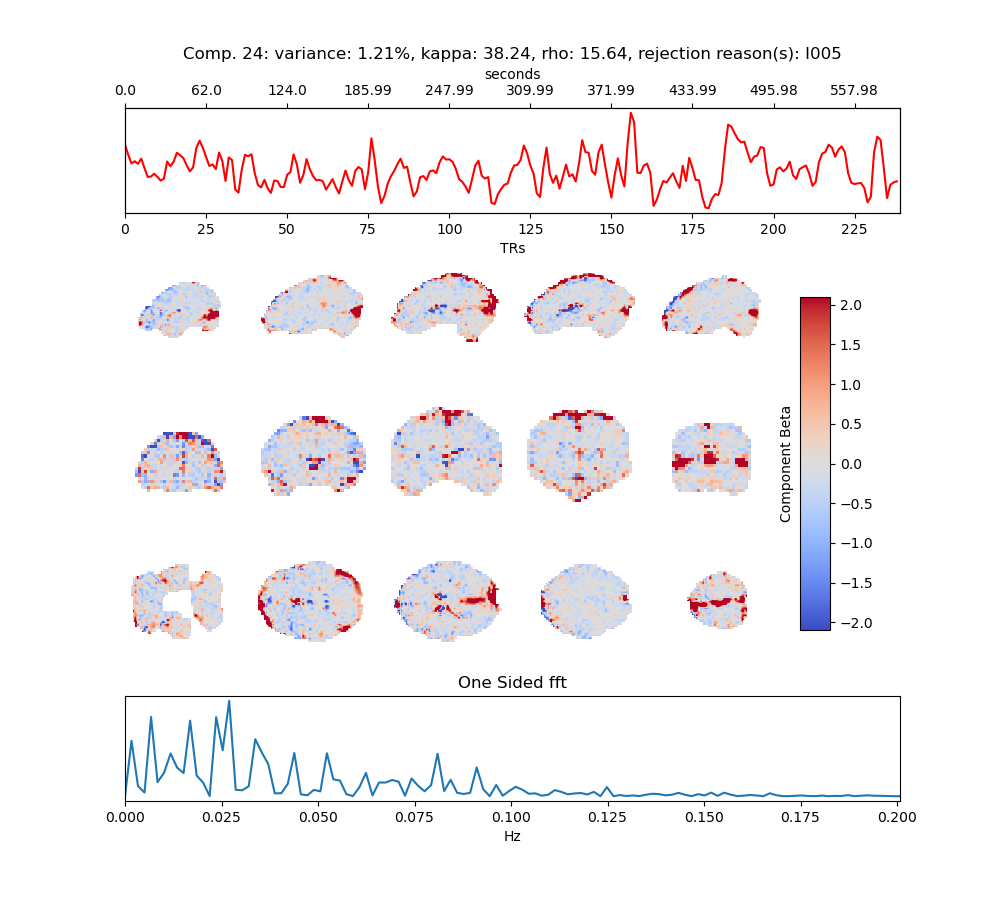 Comp. 24: variance: 1.21%, kappa: 38.24, rho: 15.64, rejection reason(s): I005
seconds
0.0 62.0 124.0 185.99 247.99 309.99 371.99 433.99 495.98 557.98
0 25 50 75 100 125 150 175 200 225
TRs
2.0
1.5
1.0
0.5
0.0
−0.5
−1.0
−1.5
−2.0
Component Beta
One Sided fft
0.000 0.025 0.050 0.075 0.100 0.125 0.150 0.175 0.200
Hz